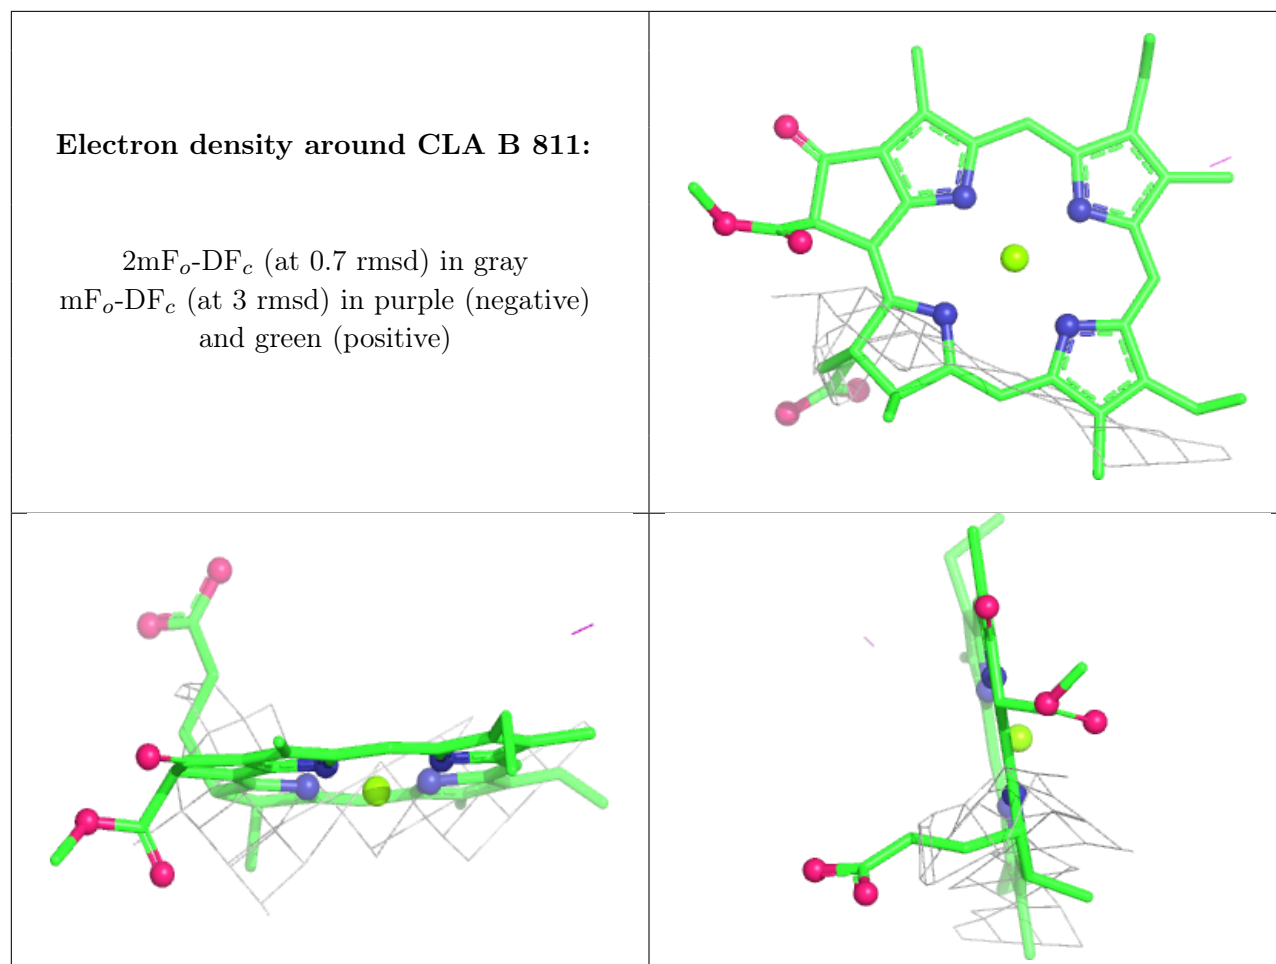 Electron density around CLA B 811:
2mFo-DFc (at 0.7 rmsd) in gray
mFo-DFc (at 3 rmsd) in purple (negative)
and green (positive)